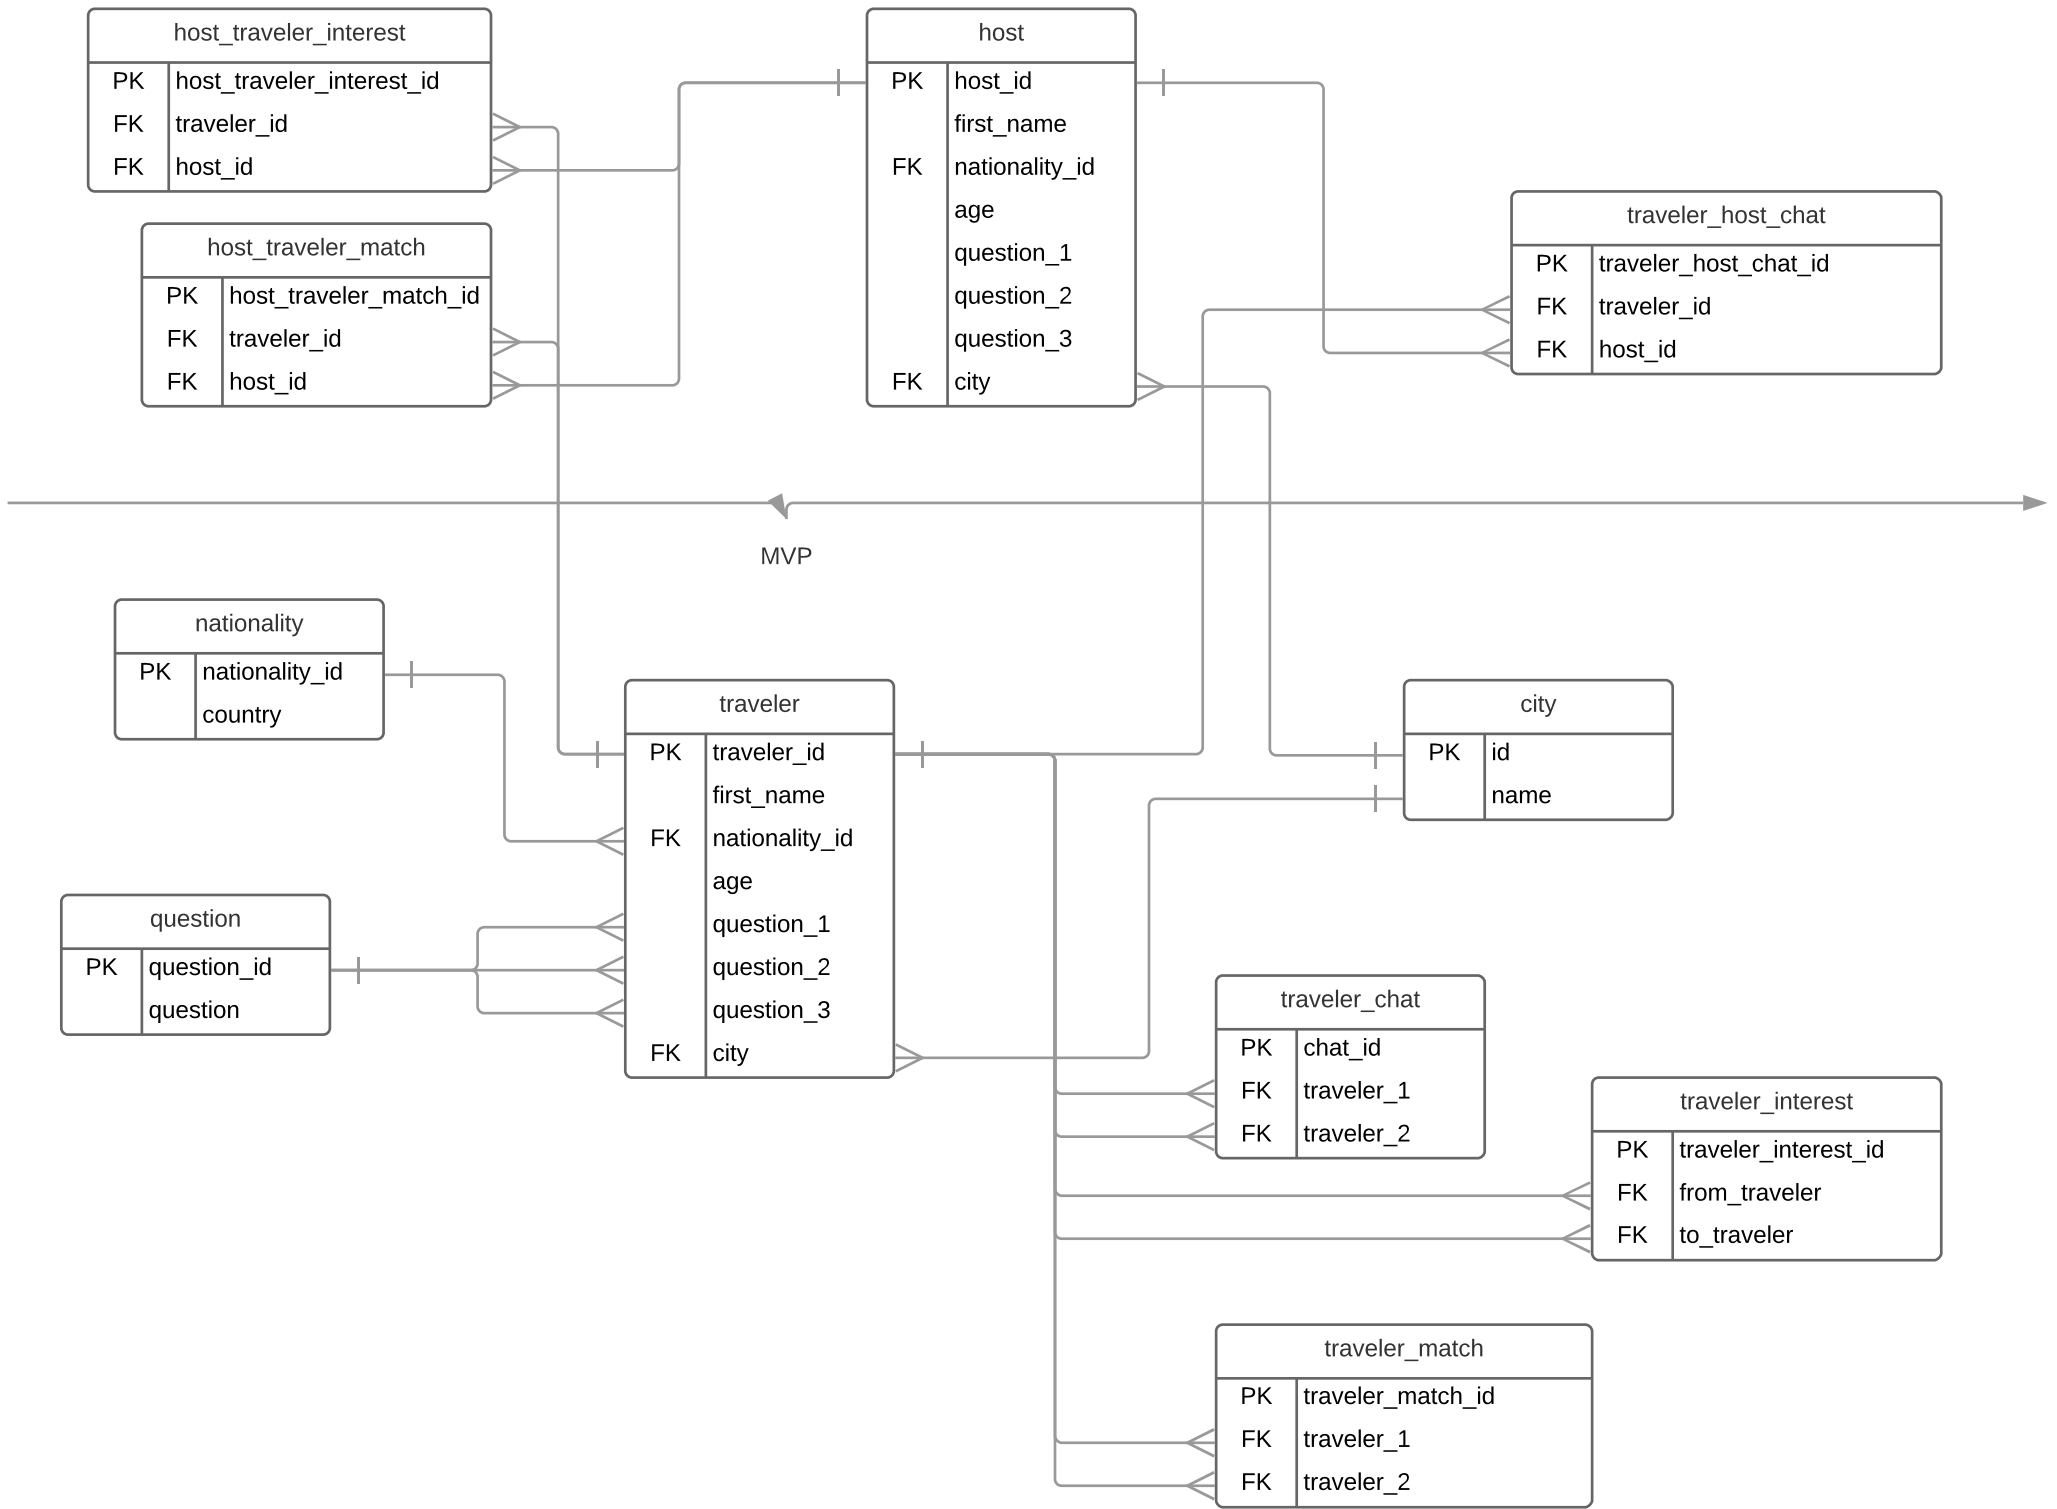 host_traveler_interest
PK host_traveler_interest_id
FK traveler_id
FK host_id
host_traveler_match
PK host_traveler_match_id
FK traveler_id
FK host_id
host
PK host_id
first_name
FK nationality_id
age
question_1
question_2
question_3
FK city
traveler_host_chat
PK traveler_host_chat_id
FK traveler_id
FK host_id
MVP
nationality
PK nationality_id
country
question
PK question_id
question
traveler
PK traveler_id
first_name
FK nationality_id
age
question_1
question_2
question_3
FK city
city
PK id
name
traveler_chat
PK chat_id
FK traveler_1
FK traveler_2
traveler_interest
PK traveler_interest_id
FK from_traveler
FK to_traveler
traveler_match
PK traveler_match_id
FK traveler_1
FK traveler_2